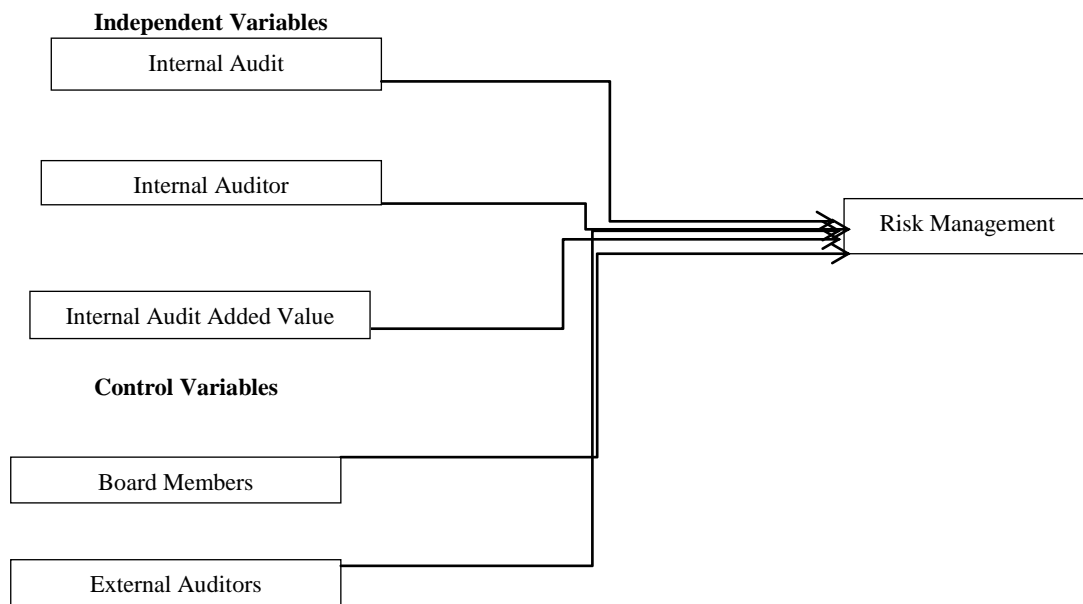 Independent Variables
Internal Audit
Internal Auditor
Risk Management
Internal Audit Added Value
Control Variables
Board Members
External Auditors